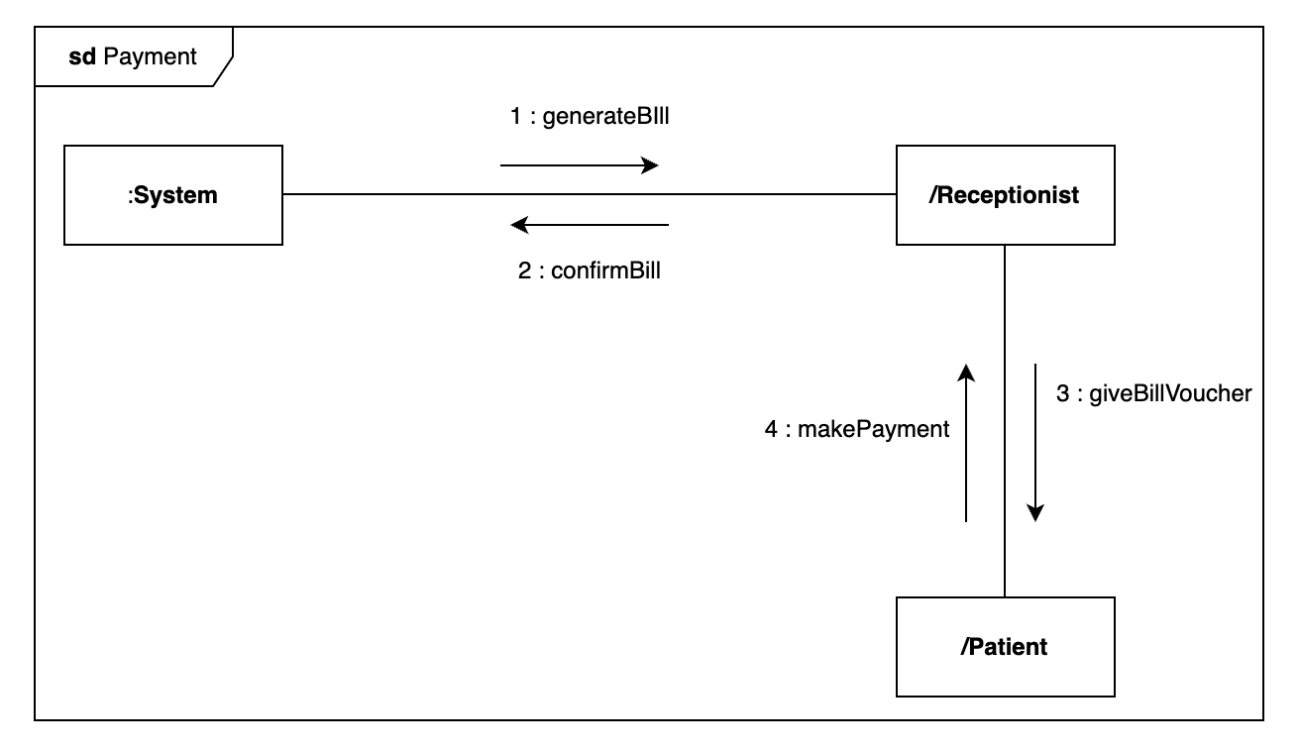 sd Payment
1 : generateBIll
:System
/Receptionist
2 : confirmBill
3 : giveBillVoucher
4 : makePayment
/Patient